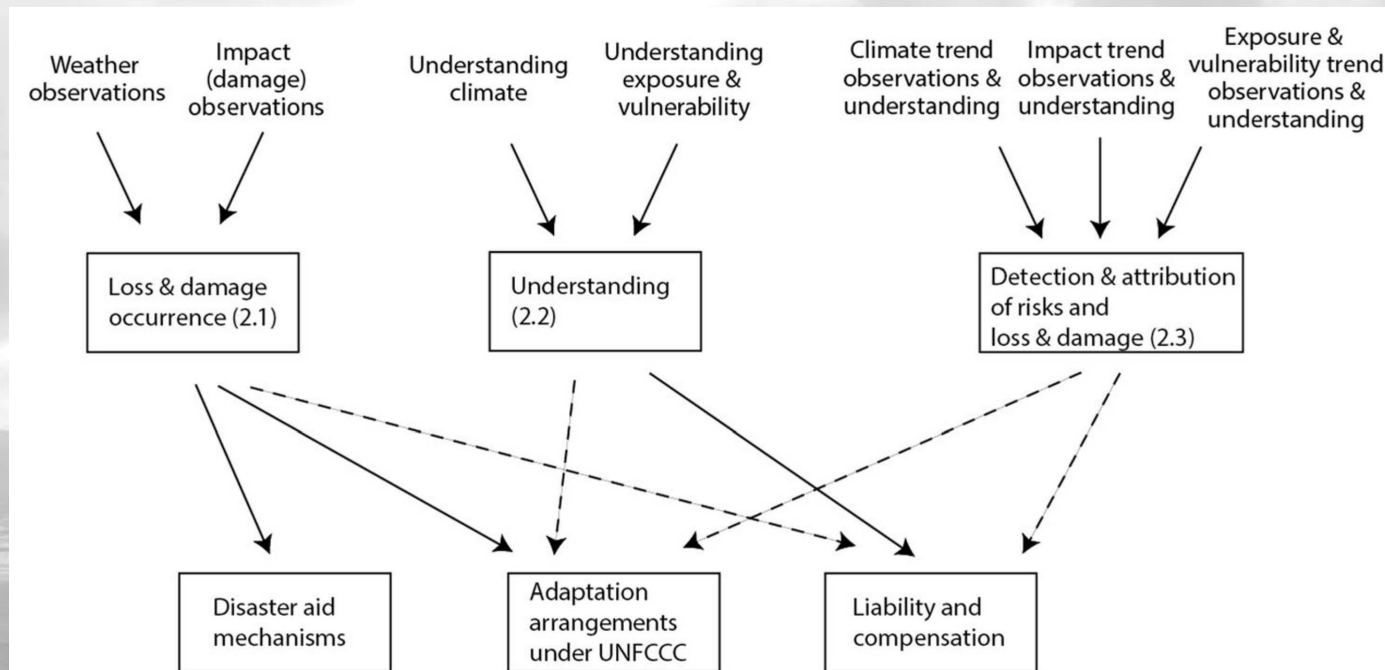 Weather
observations
Impact
(damage)
observations
Understanding
climate
Understanding
exposure &
vulnerability
Climate trend
observations &
understanding
Impact trend
observations &
understanding
Exposure &
vulnerability trend
observations &
understanding
Loss & damage
occurrence (2.1)
Understanding
(2.2)
Detection & attribution
of risks and
loss & damage (2.3)
Disaster aid
mechanisms
Adaptation
arrangements
under UNFCCC
Liability and
compensation